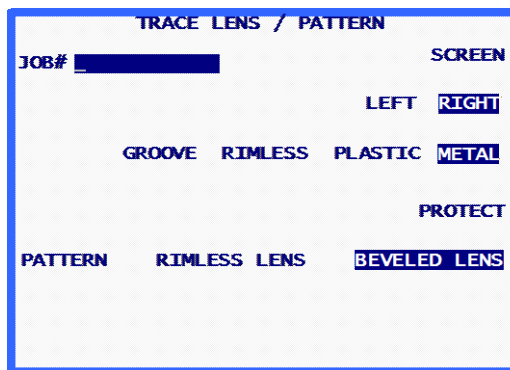 TRACE LENS / PATTERN
SCREEN
JOB# _
LEFT RIGHT
GROOVE RIMLESS PLASTIC METAL
PROTECT
PATTERN RIMLESS LENS BEVELED LENS